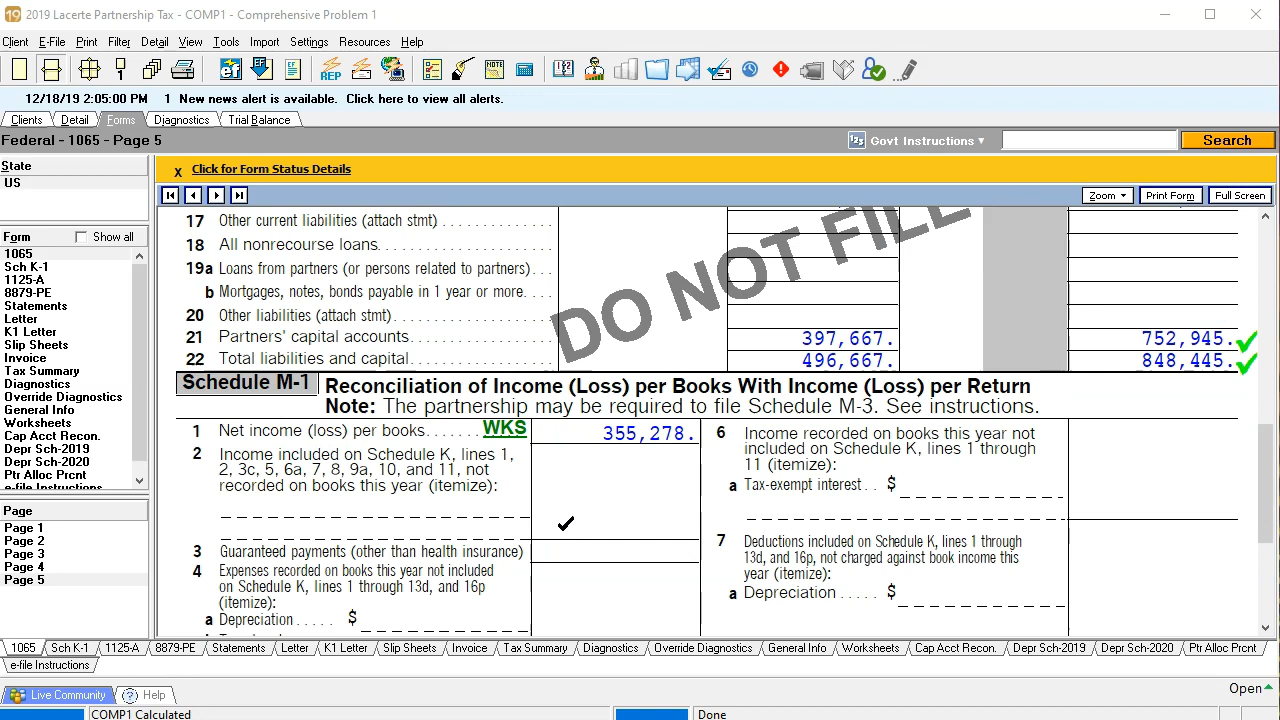 19 2019 Lacerte Partnership Tax - COMP1 - Comprehensive Problem 1
Client E-File Print Filter Detail View Tools Import Settings Resources Help
12/18/19 2:05:00 PM 1 New news alert is available. Click here to view all alerts.
Clients Detail Forms Diagnostics Trial Balance
Federal - 1065 - Page 5
Govt Instructions
Search
State
US
x Click for Form Status Details
Zoom Print Form Full Screen
Form Show all
1065
Sch K-1
1125-A
8879-PE
Statements
Letter
K1 Letter
Slip Sheets
Invoice
Tax Summary
Diagnostics
Override Diagnostics
General Info
Worksheets
Cap Acct Recon.
Depr Sch-2019
Depr Sch-2020
Ptr Alloc Prcnt
e-file Instructions
Page
Page 1
Page 2
Page 3
Page 4
Page 5
17 Other current liabilities (attach stmt)
18 All nonrecourse loans
19a Loans from partners (or persons related to partners)
b Mortgages, notes, bonds payable in 1 year or more
20 Other liabilities (attach stmt)
21 Partners' capital accounts 397,667. 752,945.
22 Total liabilities and capital 496,667. 848,445.
DO NOT FILE
Schedule M-1 Reconciliation of Income (Loss) per Books With Income (Loss) per Return
Note: The partnership may be required to file Schedule M-3. See instructions.
1 Net income (loss) per books WKS 355,278.
2 Income included on Schedule K, lines 1,
2, 3c, 5, 6a, 7, 8, 9a, 10, and 11, not
recorded on books this year (itemize):
3 Guaranteed payments (other than health insurance)
4 Expenses recorded on books this year not included
on Schedule K, lines 1 through 13d, and 16p
(itemize):
a Depreciation $
6 Income recorded on books this year not
included on Schedule K, lines 1 through
11 (itemize):
a Tax-exempt interest $
7 Deductions included on Schedule K, lines 1 through
13d, and 16p, not charged against book income this
year (itemize):
a Depreciation $
1065 Sch K-1 1125-A 8879-PE Statements Letter K1 Letter Slip Sheets Invoice Tax Summary Diagnostics Override Diagnostics General Info Worksheets Cap Acct Recon. Depr Sch-2019 Depr Sch-2020 Ptr Alloc Prcnt
e-file Instructions
Live Community Help
Open
COMP1 Calculated Done